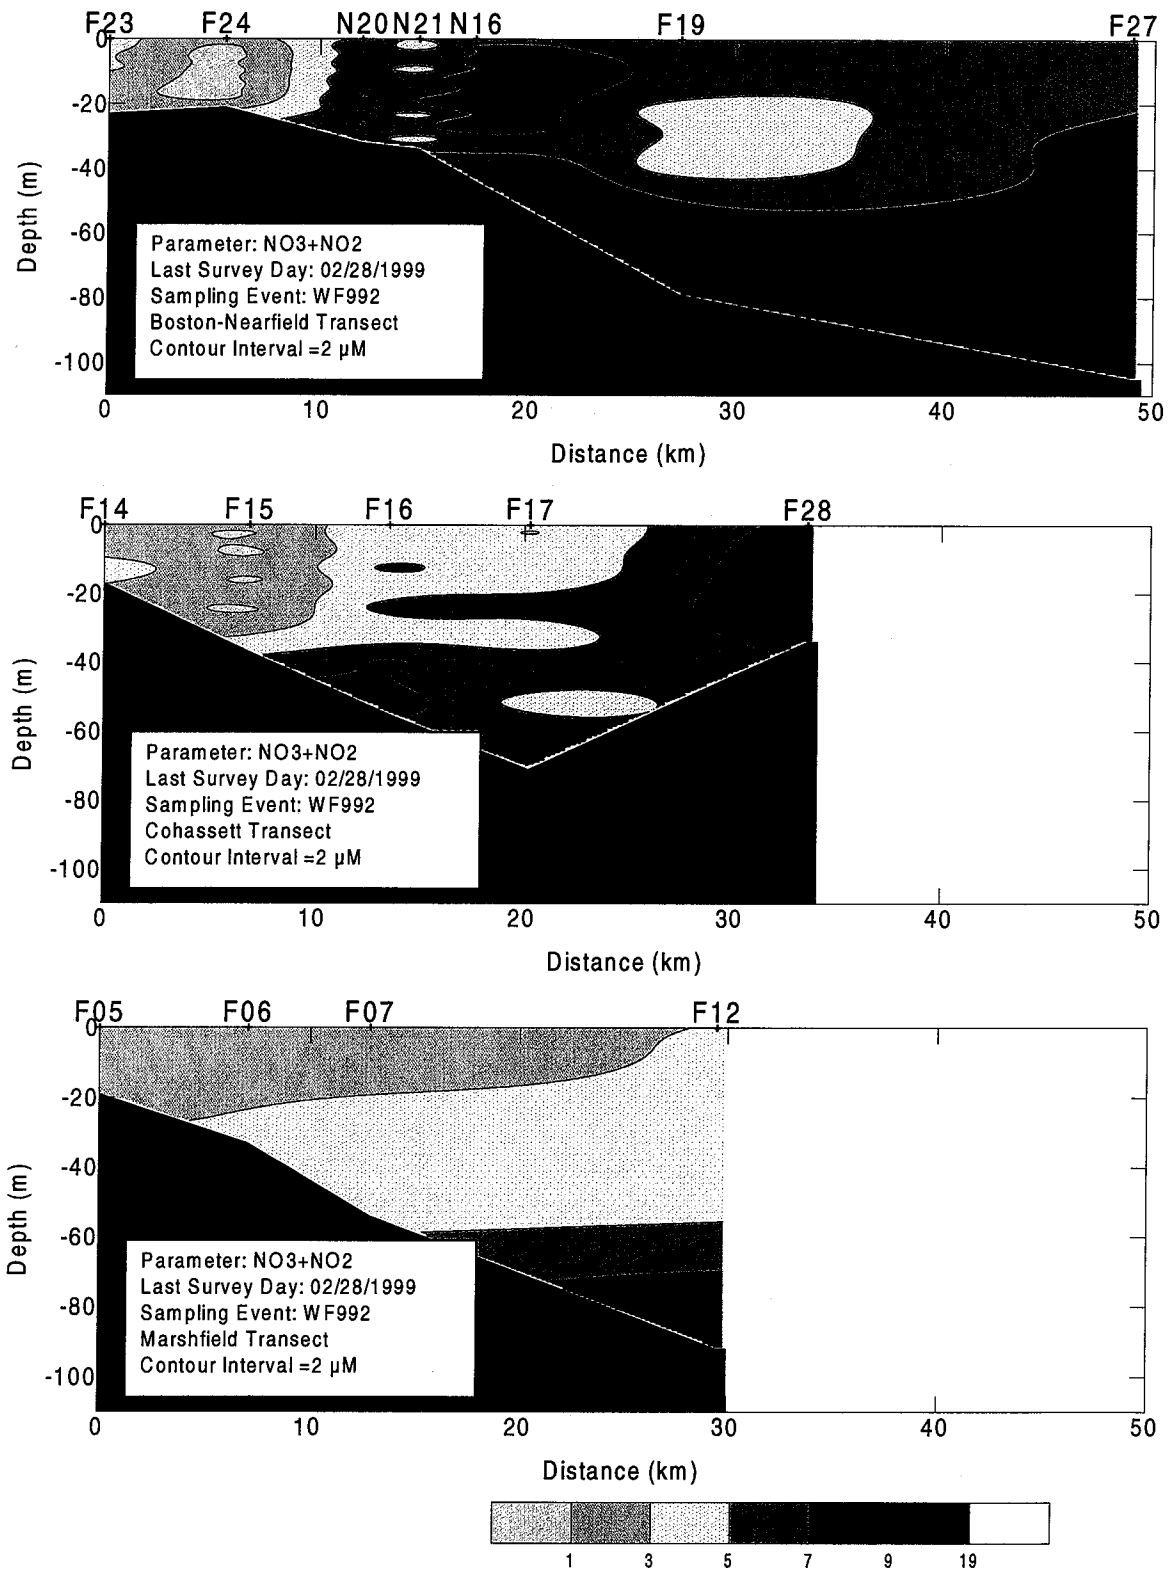 F23 F24 N20 N21 N16 F19 F27
0
-20
-40
-60
-80
-100
Depth (m)
Parameter: NO3+NO2
Last Survey Day: 02/28/1999
Sampling Event: WF992
Boston-Nearfield Transect
Contour Interval =2 µM
0 10 20 30 40 50
Distance (km)
F14 F15 F16 F17 F28
0
-20
-40
-60
-80
-100
Depth (m)
Parameter: NO3+NO2
Last Survey Day: 02/28/1999
Sampling Event: WF992
Cohassett Transect
Contour Interval =2 µM
0 10 20 30 40 50
Distance (km)
F05 F06 F07 F12
0
-20
-40
-60
-80
-100
Depth (m)
Parameter: NO3+NO2
Last Survey Day: 02/28/1999
Sampling Event: WF992
Marshfield Transect
Contour Interval =2 µM
0 10 20 30 40 50
Distance (km)
1 3 5 7 9 19